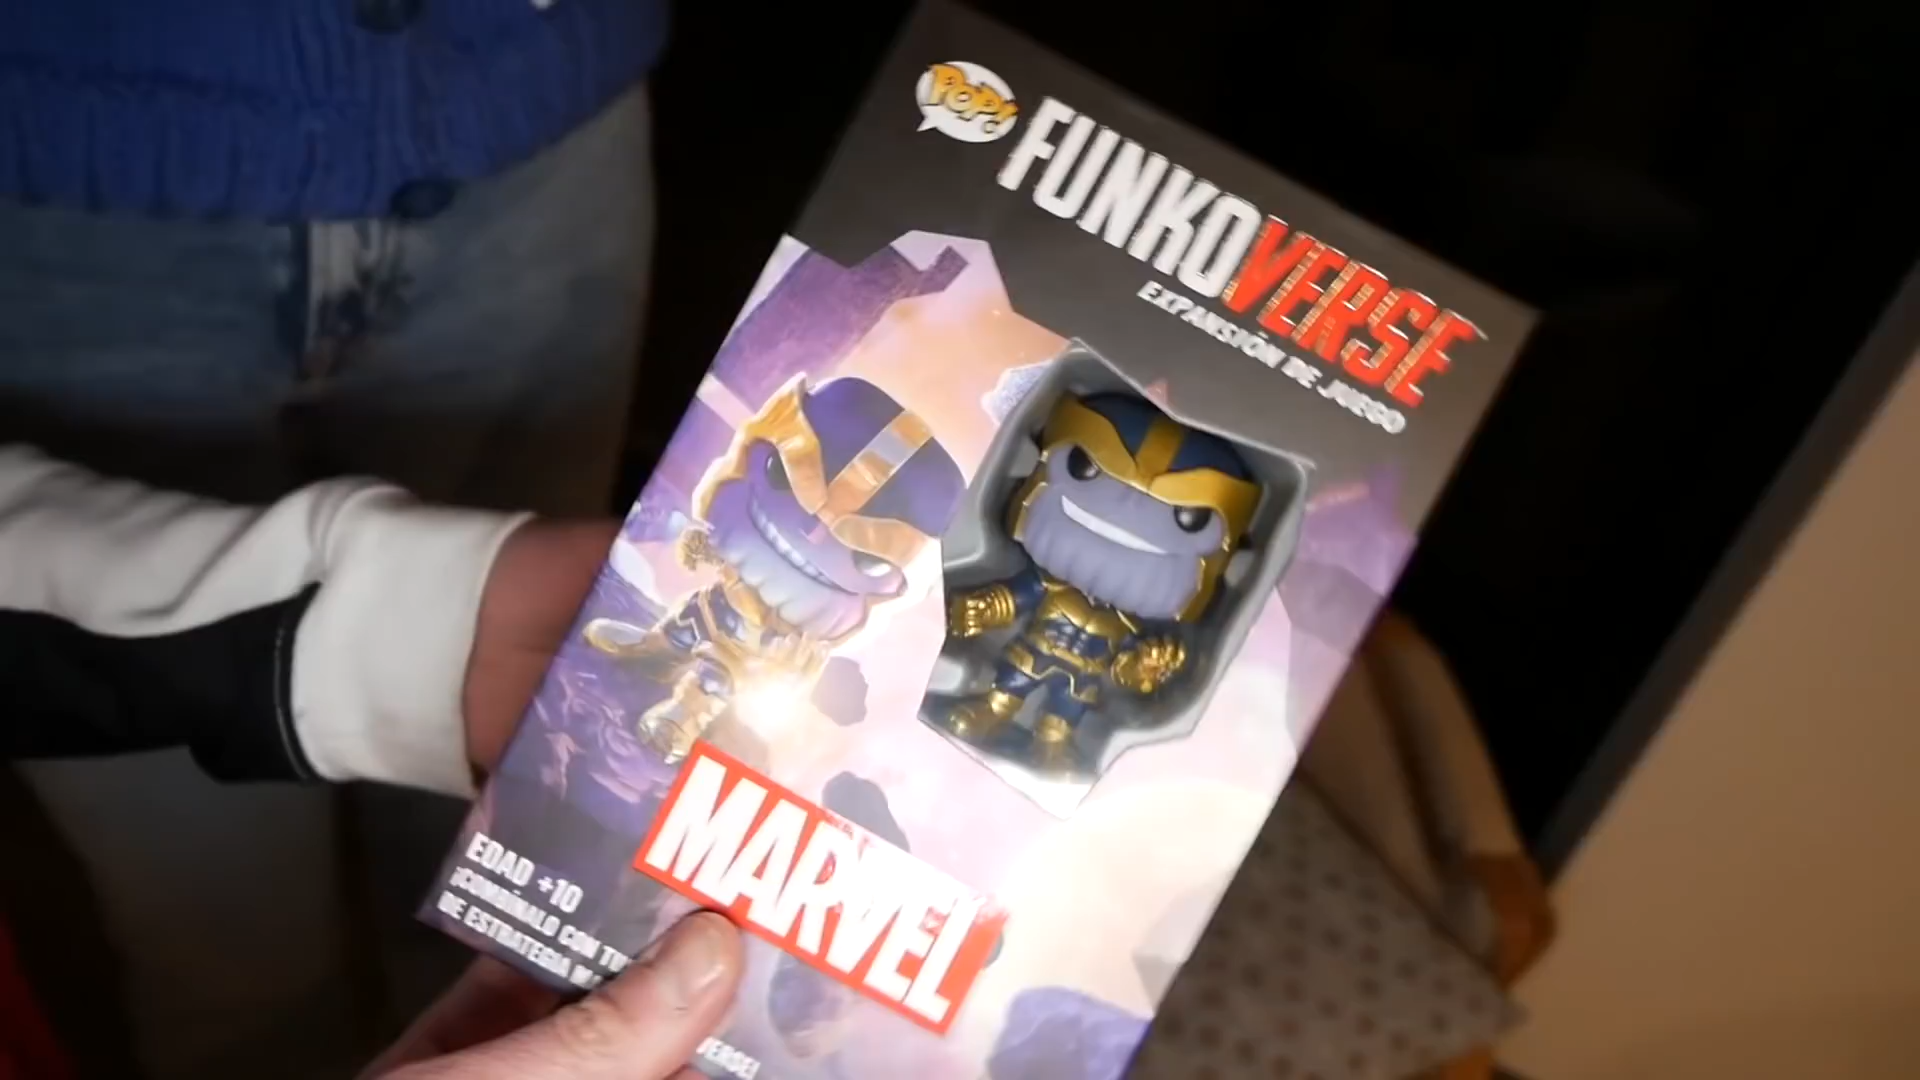 POP!
FUNKOVERSE
EXPANSIÓN DE JUEGO
MARVEL
EDAD +10
¡COMBÍNALO CON
DE ESTRATEGIA